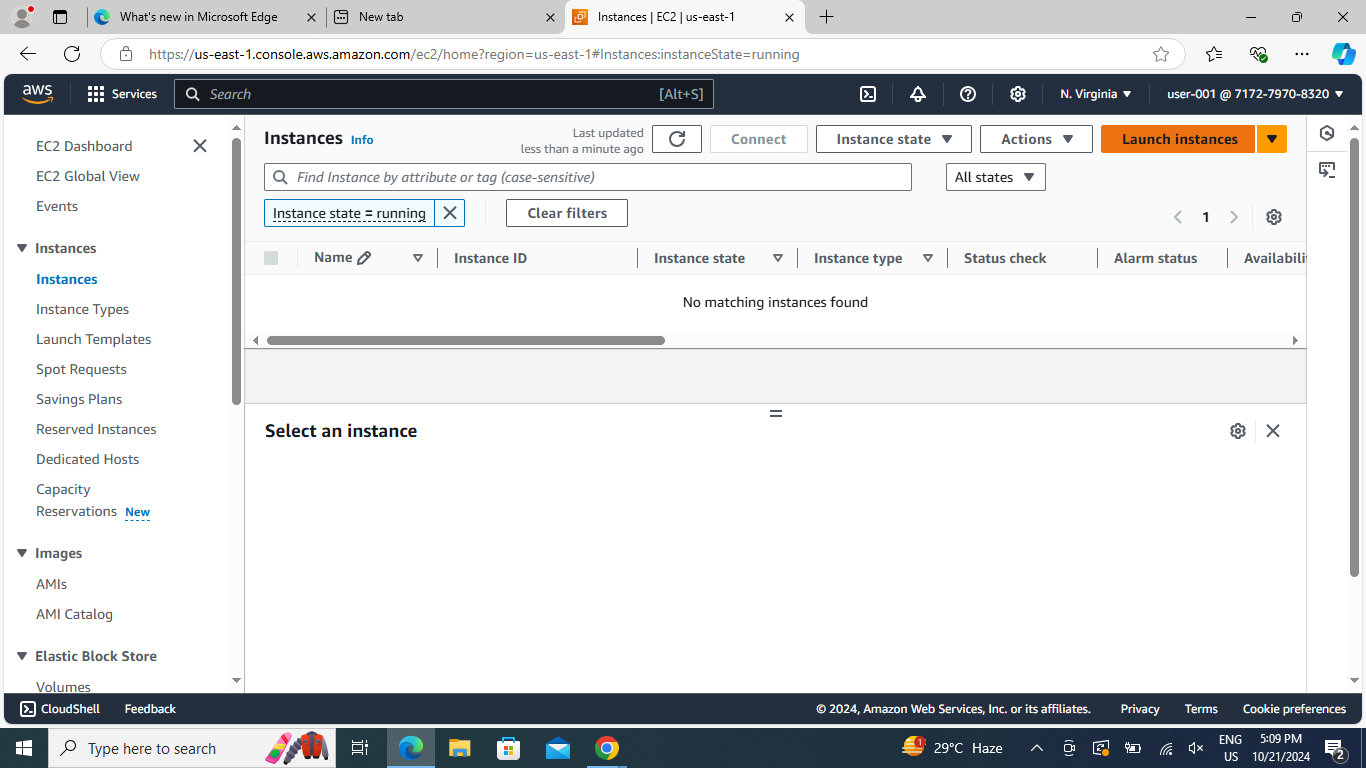 What's new in Microsoft Edge
New tab
Instances | EC2 | us-east-1
https://us-east-1.console.aws.amazon.com/ec2/home?region=us-east-1#Instances:instanceState=running
aws
Services
Search
[Alt+S]
N. Virginia
user-001 @ 7172-7970-8320
EC2 Dashboard
EC2 Global View
Events
Instances
Instances
Instance Types
Launch Templates
Spot Requests
Savings Plans
Reserved Instances
Dedicated Hosts
Capacity
Reservations New
Images
AMIs
AMI Catalog
Elastic Block Store
Volumes
Instances Info
Last updated
less than a minute ago
Connect
Instance state
Actions
Launch instances
Find Instance by attribute or tag (case-sensitive)
All states
Instance state = running
Clear filters
1
Name
Instance ID
Instance state
Instance type
Status check
Alarm status
Availabili
No matching instances found
Select an instance
CloudShell
Feedback
© 2024, Amazon Web Services, Inc. or its affiliates.
Privacy
Terms
Cookie preferences
Type here to search
1
29°C Haze
ENG
US
5:09 PM
10/21/2024
2